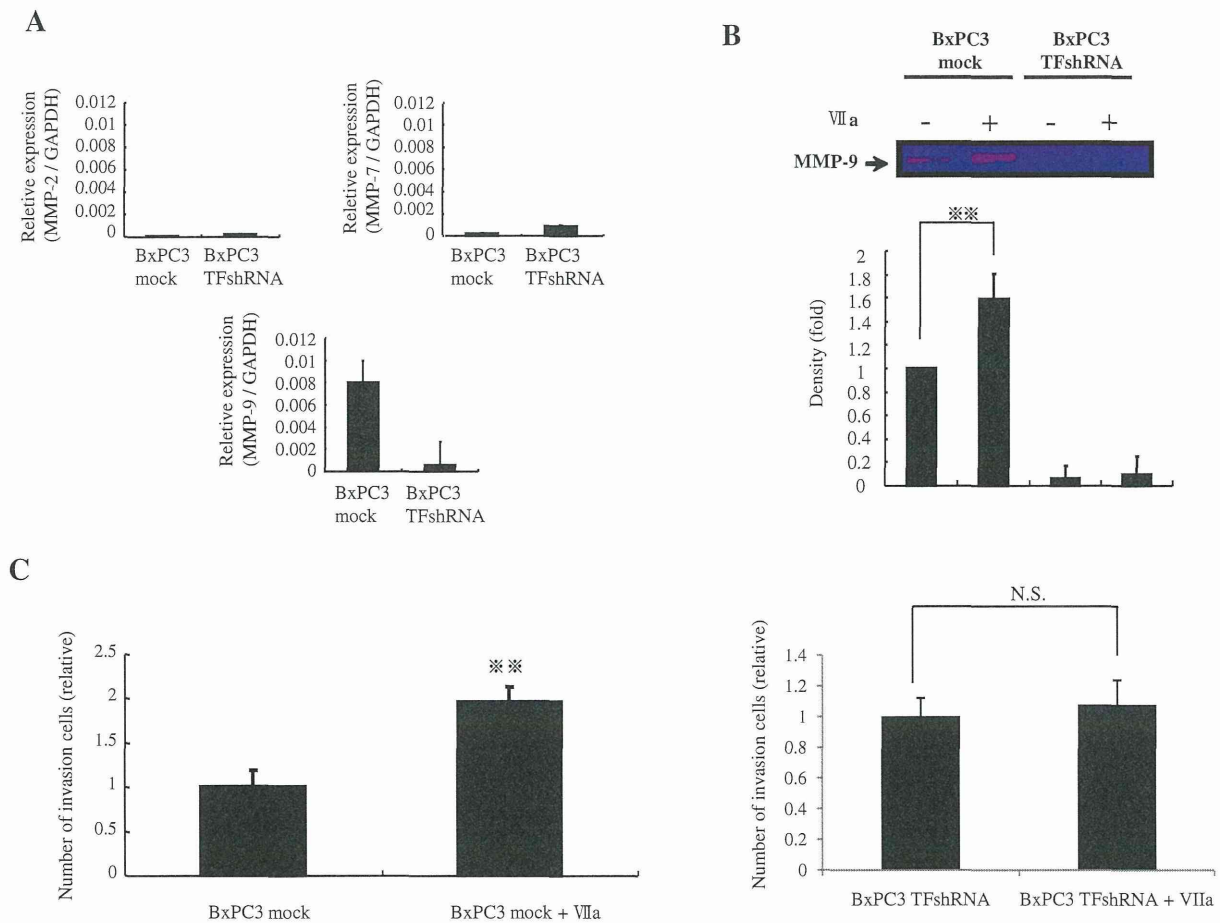 A
Reletive expression
(MMP-2 / GAPDH)
0.012
0.01
0.008
0.006
0.004
0.002
0
BxPC3
mock
BxPC3
TFshRNA
Reletive expression
(MMP-7 / GAPDH)
0.012
0.01
0.008
0.006
0.004
0.002
0
BxPC3
mock
BxPC3
TFshRNA
Reletive expression
(MMP-9 / GAPDH)
0.012
0.01
0.008
0.006
0.004
0.002
0
BxPC3
mock
BxPC3
TFshRNA
B
BxPC3
mock
BxPC3
TFshRNA
Ⅶa - + - +
MMP-9
※※
Density (fold)
2
1.8
1.6
1.4
1.2
1
0.8
0.6
0.4
0.2
0
C
Number of invasion cells (relative)
2.5
2
1.5
1
0.5
0
※※
BxPC3 mock
BxPC3 mock + Ⅶa
N.S.
Number of invasion cells (relative)
1.4
1.2
1
0.8
0.6
0.4
0.2
0
BxPC3 TFshRNA
BxPC3 TFshRNA + VIIa